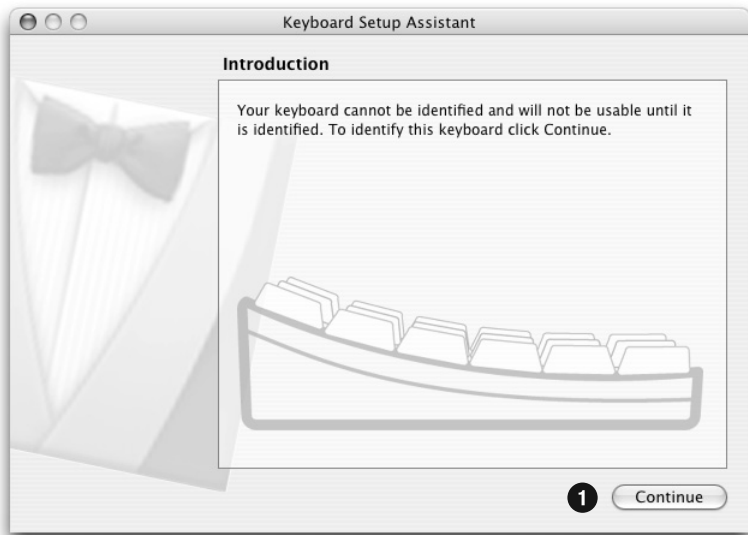 Keyboard Setup Assistant
Introduction
Your keyboard cannot be identified and will not be usable until it
is identified. To identify this keyboard click Continue.
1 Continue